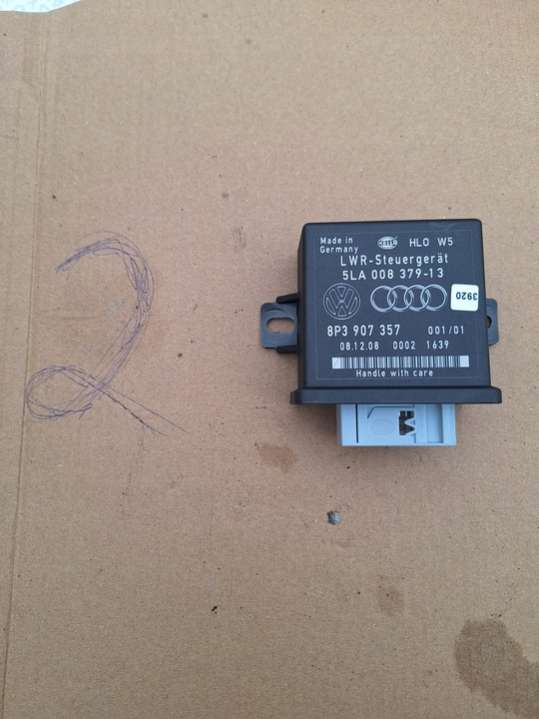 2
Made in
Germany
HELLA
HLO W5
LWR-Steuergerät
5LA 008 379-13
3920
8P3 907 357 001/01
08.12.08 0002 1639
Handle with care